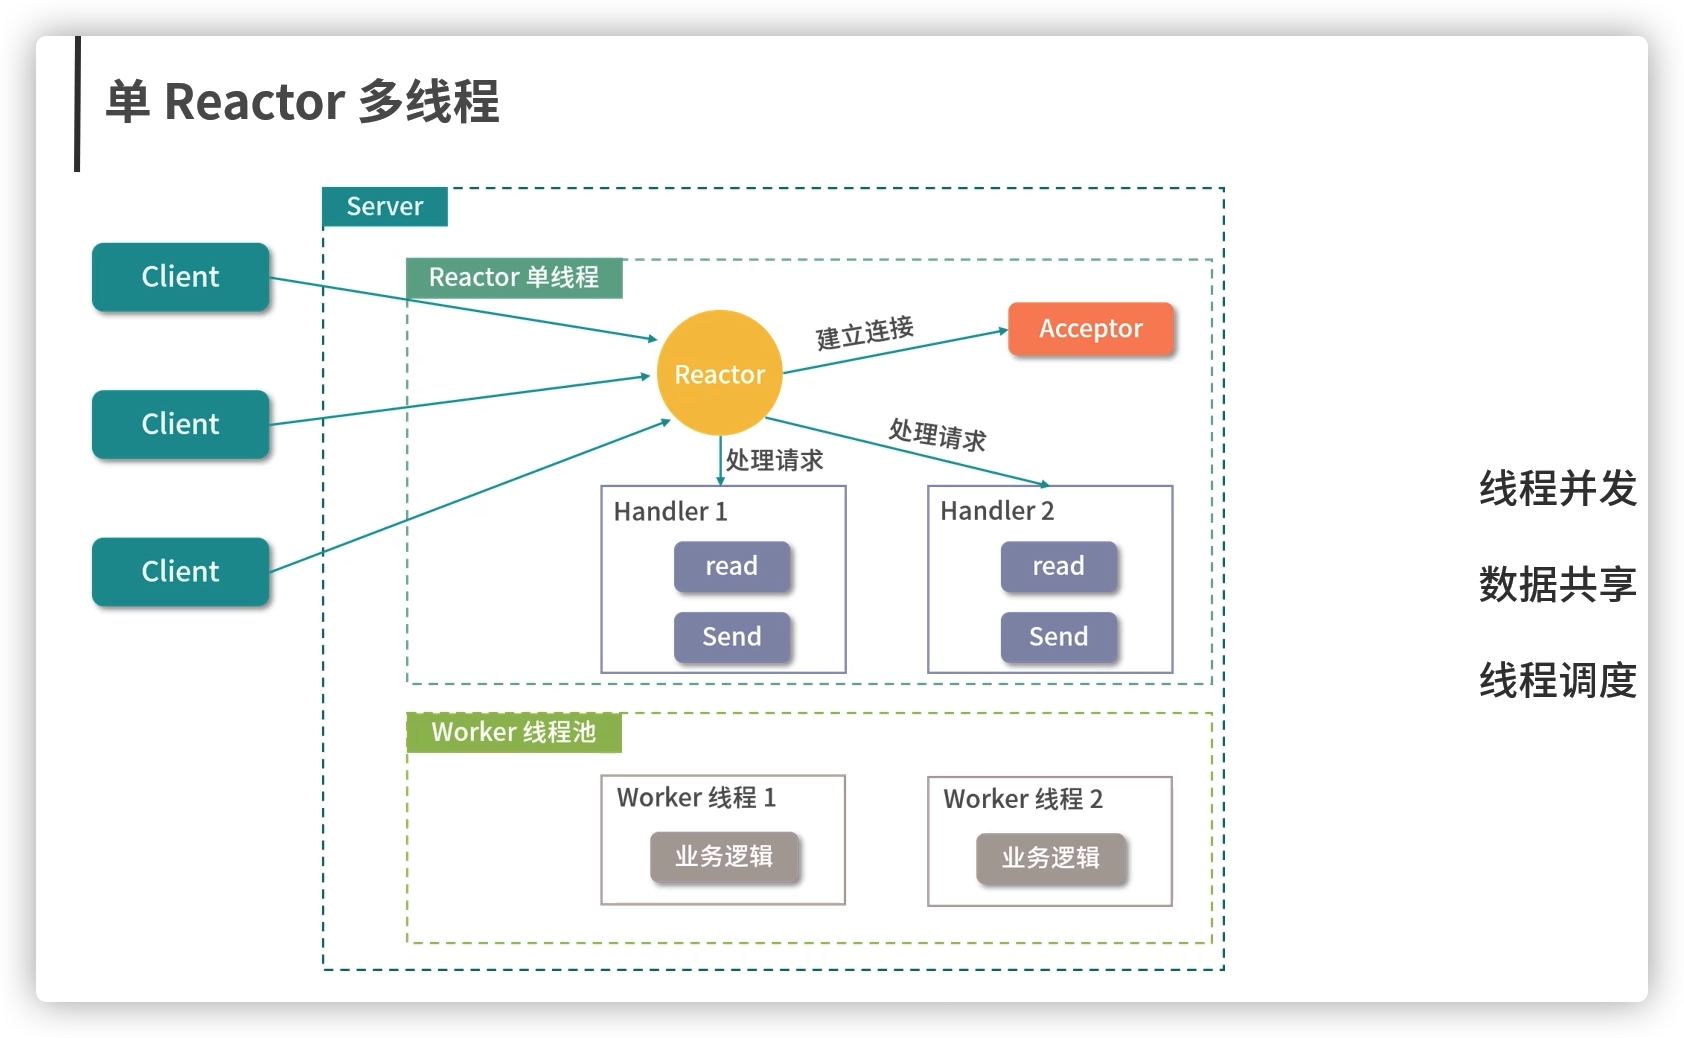 单 Reactor 多线程
Server
Client
Reactor 单线程
Acceptor
建立连接
Reactor
Client
处理请求
处理请求
Handler 1
Handler 2
read
read
Client
Send
Send
线程并发
数据共享
线程调度
Worker 线程池
Worker 线程 1
Worker 线程 2
业务逻辑
业务逻辑